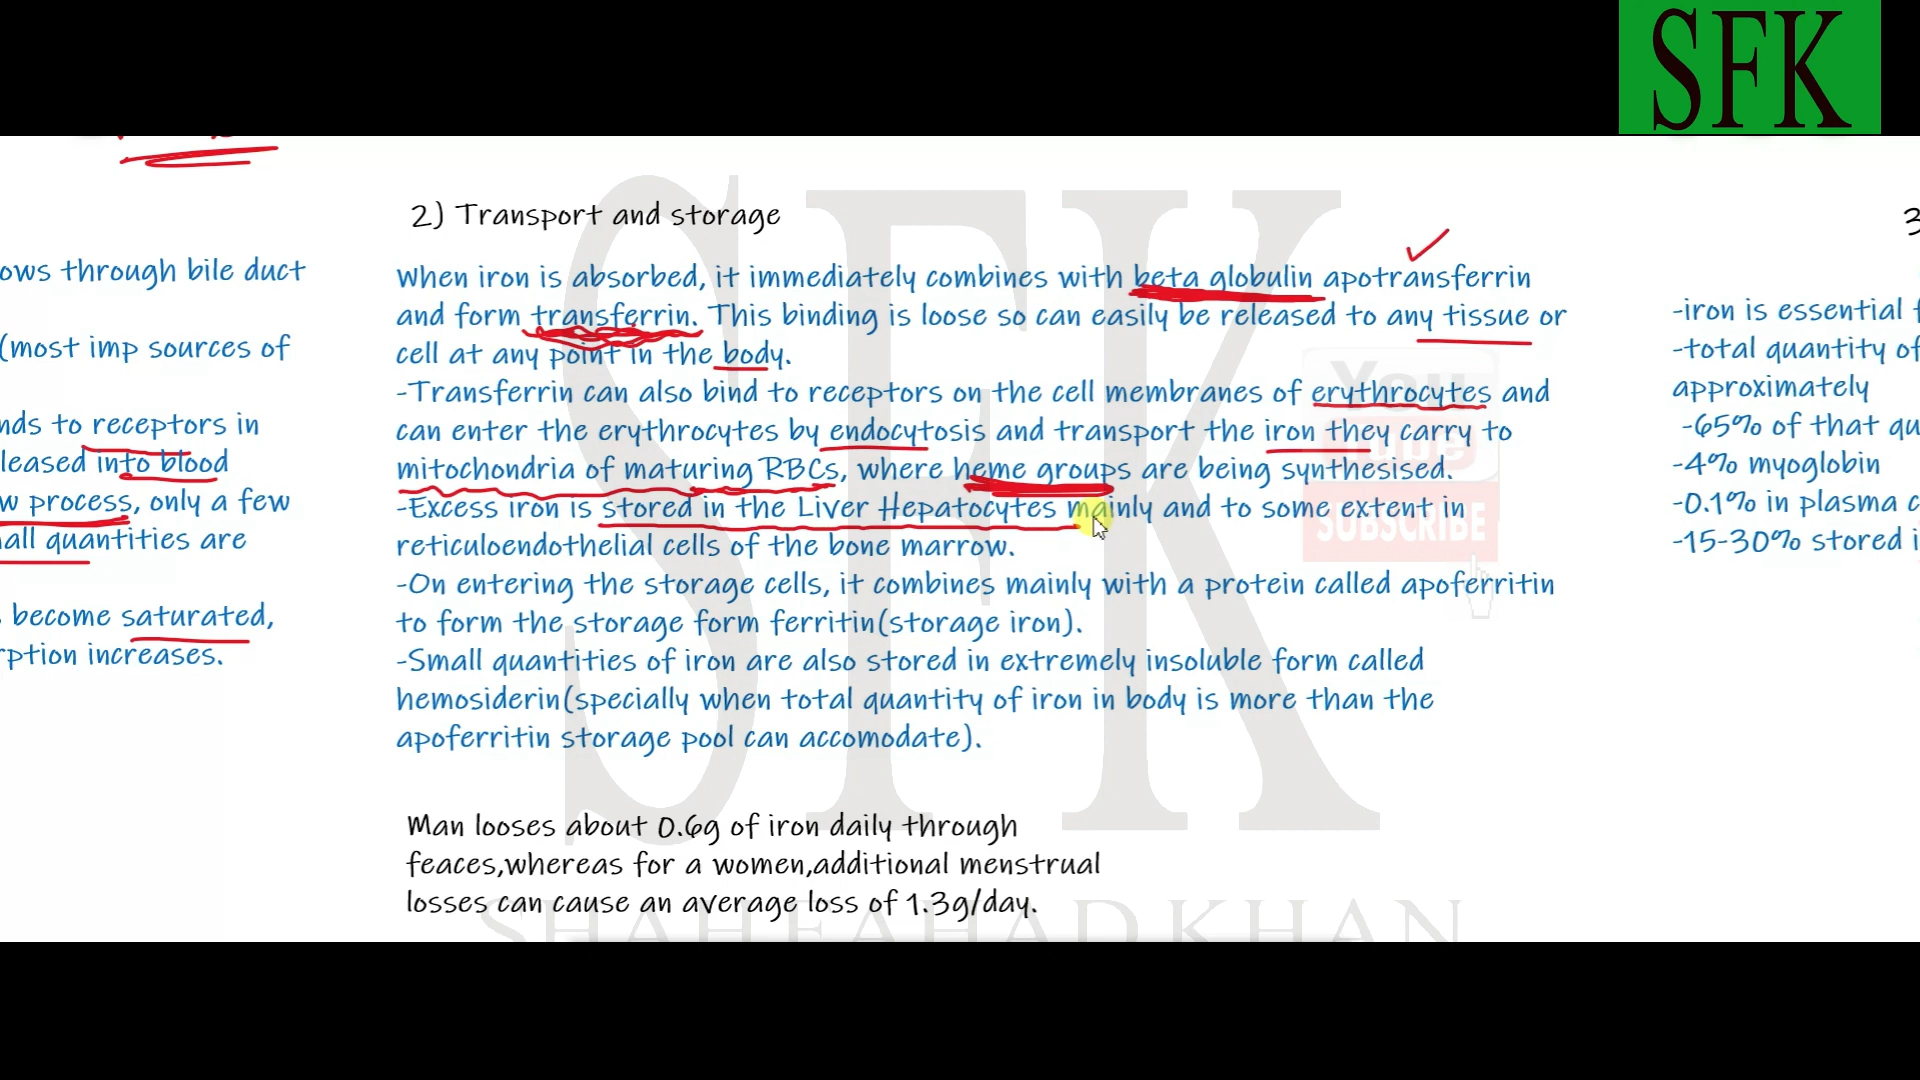 SFK
2) Transport and storage
3
ows through bile duct
(most imp sources of
nds to receptors in
leased into blood
w process, only a few
all quantities are
become saturated,
rption increases.
When iron is absorbed, it immediately combines with beta globulin apotransferrin
and form transferrin. This binding is loose so can easily be released to any tissue or
cell at any point in the body.
-Transferrin can also bind to receptors on the cell membranes of erythrocytes and
can enter the erythrocytes by endocytosis and transport the iron they carry to
mitochondria of maturing RBCs, where heme groups are being synthesised.
-Excess iron is stored in the Liver Hepatocytes mainly and to some extent in
reticuloendothelial cells of the bone marrow.
-On entering the storage cells, it combines mainly with a protein called apoferritin
to form the storage form ferritin(storage iron).
-Small quantities of iron are also stored in extremely insoluble form called
hemosiderin(specially when total quantity of iron in body is more than the
apoferritin storage pool can accomodate).
Man looses about 0.6g of iron daily through
feaces,whereas for a women,additional menstrual
losses can cause an average loss of 1.3g/day.
-iron is essential f
-total quantity of
approximately
-65% of that qu
-4% myoglobin
-0.1% in plasma c
-15-30% stored i
SFK
You
Tube
SUBSCRIBE
SHAHFAHAD KHAN